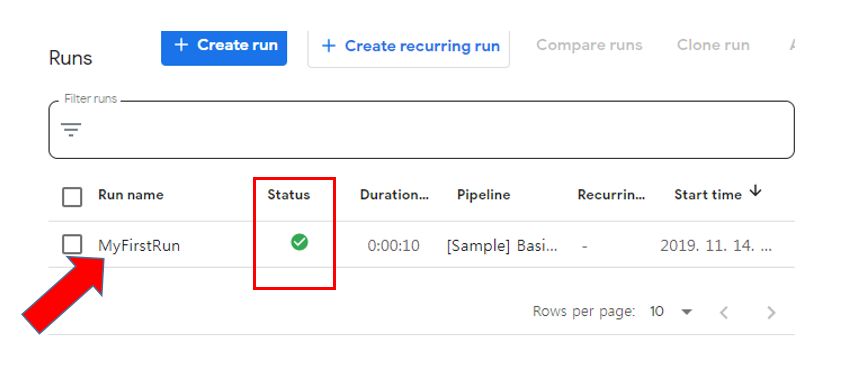 Runs
+ Create run
+ Create recurring run
Compare runs
Clone run
Filter runs
Run name Status Duration... Pipeline Recurrin... Start time
MyFirstRun 0:00:10 [Sample] Basi... - 2019. 11. 14. ...
Rows per page: 10